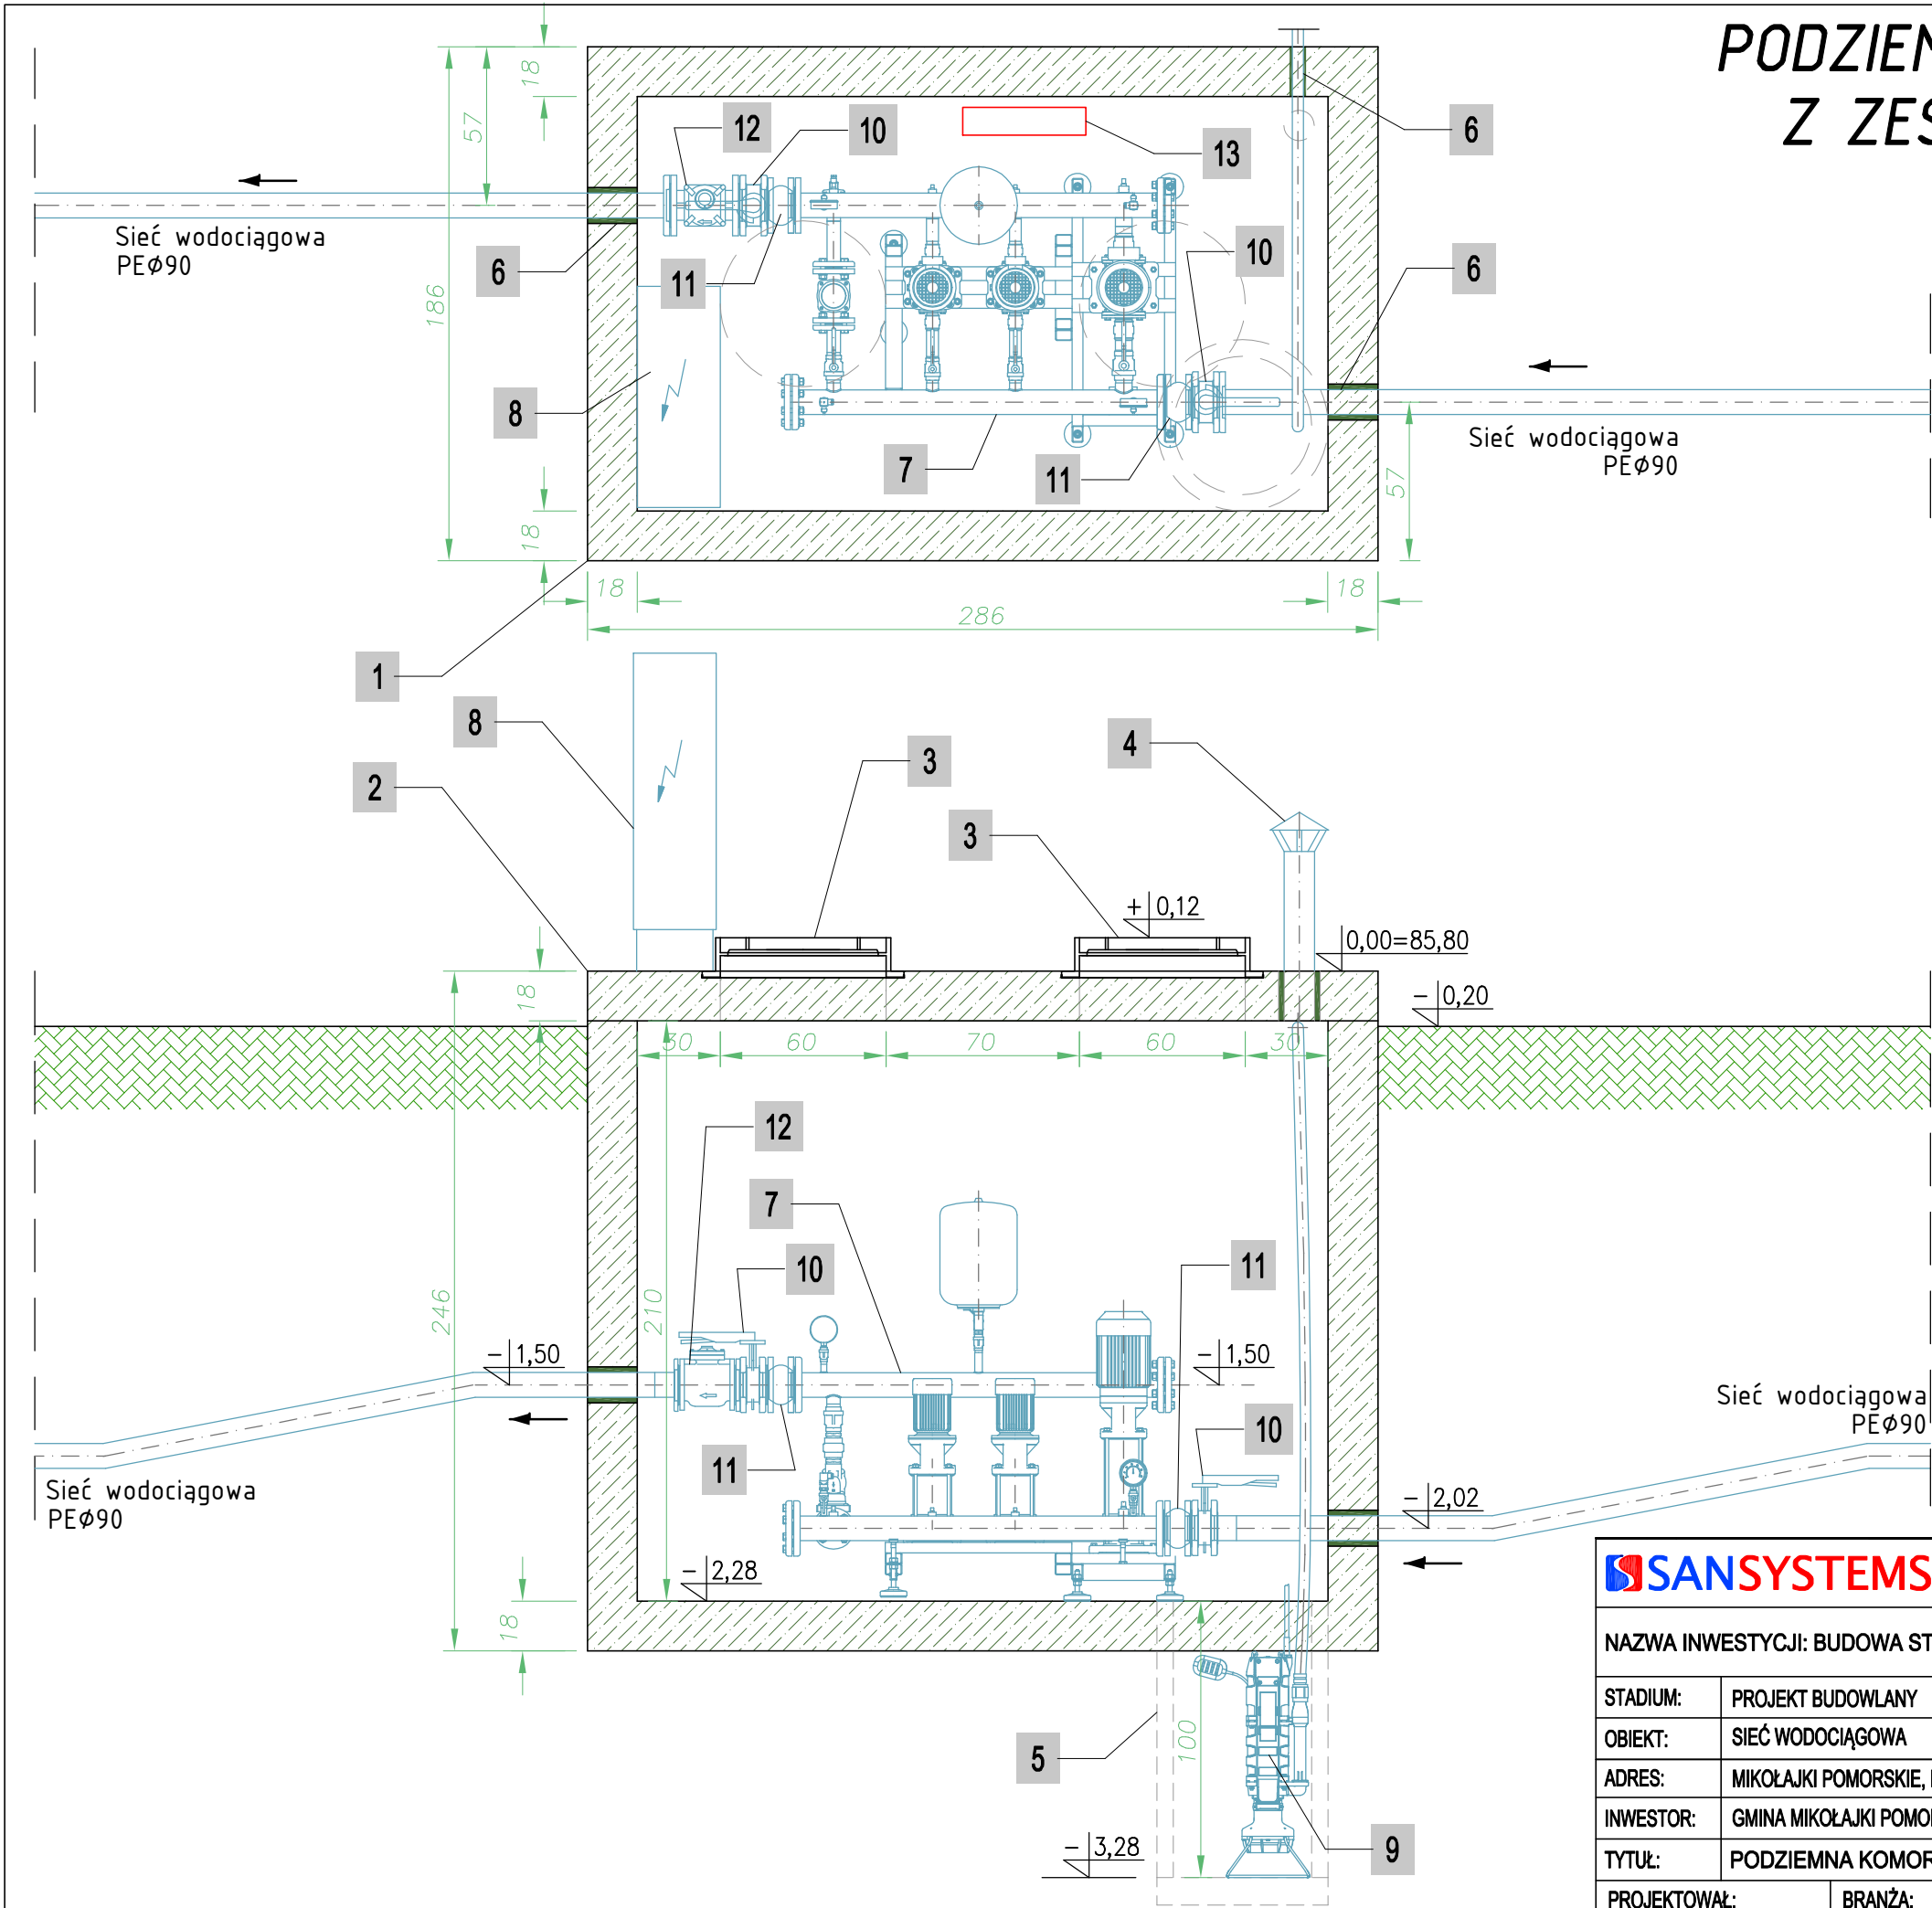 PODZIEM
Z ZES
18
57
12
10
13
6
Sieć wodociągowa
PEØ90
6
11
10
6
186
8
Sieć wodociągowa
PEØ90
7
11
57
18
18
18
286
1
8
2
3
3
4
+ 0,12
0,00=85,80
- 0,20
18
30
60
70
60
30
12
7
10
11
246
210
- 1,50
- 1,50
Sieć wodociągowa
PEØ90
11
10
Sieć wodociągowa
PEØ90
- 2,02
- 2,28
18
5
100
- 3,28
9
SANSYSTEMS
NAZWA INWESTYCJI: BUDOWA ST
STADIUM: PROJEKT BUDOWLANY
OBIEKT: SIEĆ WODOCIĄGOWA
ADRES: MIKOŁAJKI POMORSKIE,
INWESTOR: GMINA MIKOŁAJKI POMO
TYTUŁ: PODZIEMNA KOMOR
PROJEKTOWAŁ: BRANŻA: